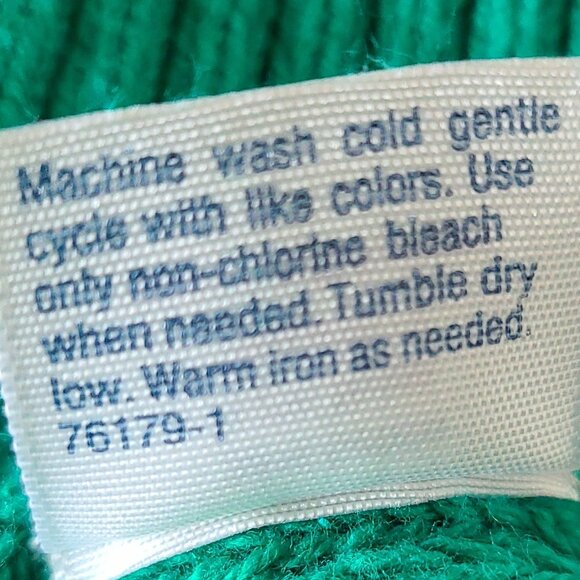 Machine wash cold gentle
cycle with like colors. Use
only non-chlorine bleach
when needed. Tumble dry
low. Warm iron as needed.
76179-1